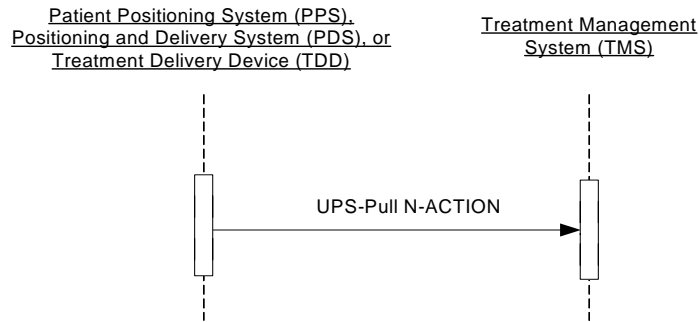 Patient Positioning System (PPS),
Positioning and Delivery System (PDS), or
Treatment Delivery Device (TDD)
Treatment Management
System (TMS)
UPS-Pull N-ACTION